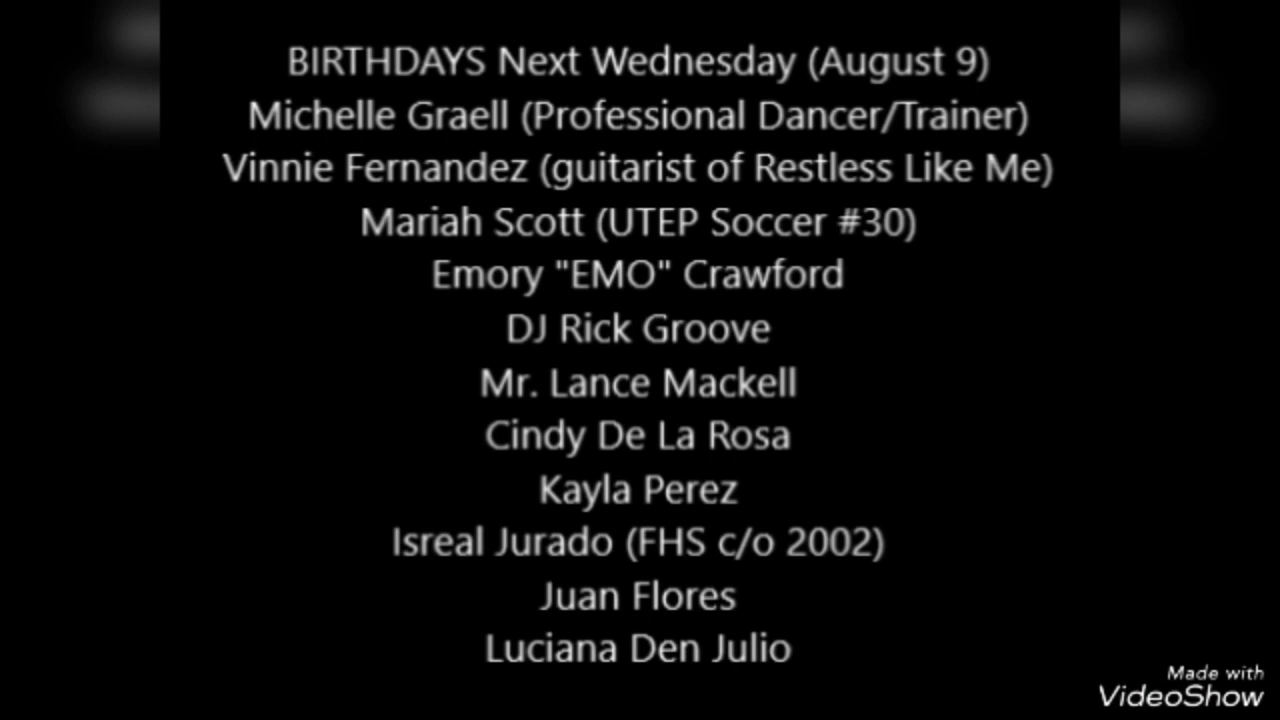 BIRTHDAYS Next Wednesday (August 9)
Michelle Graell (Professional Dancer/Trainer)
Vinnie Fernandez (guitarist of Restless Like Me)
Mariah Scott (UTEP Soccer #30)
Emory "EMO" Crawford
DJ Rick Groove
Mr. Lance Mackell
Cindy De La Rosa
Kayla Perez
Isreal Jurado (FHS c/o 2002)
Juan Flores
Luciana Den Julio
Made with
VideoShow